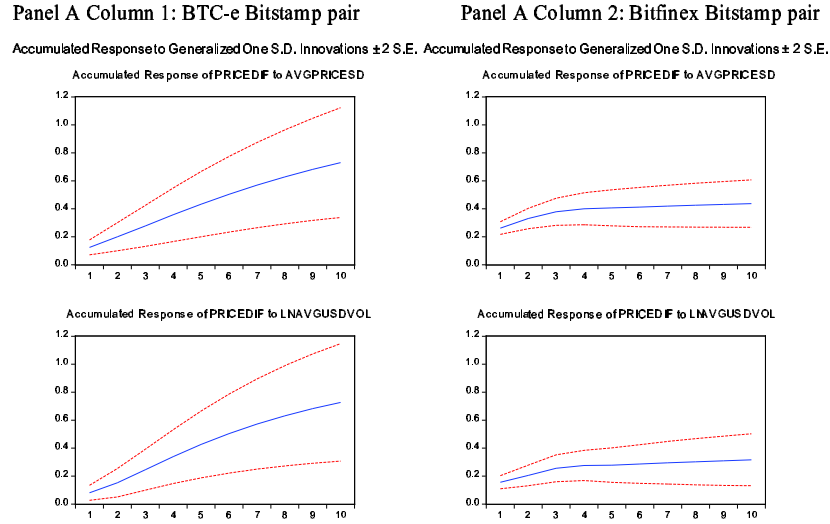 Panel A Column 1: BTC-e Bitstamp pair
Accumulated Response to Generalized One S.D. Innovations ±2 S.E.
Accumulated Response of PRICEDIF to AVGPRICESD
1.2
1.0
0.8
0.6
0.4
0.2
0.0
1 2 3 4 5 6 7 8 9 10
Accumulated Response of PRICEDIF to LNAVGUSDVOL
1.2
1.0
0.8
0.6
0.4
0.2
0.0
1 2 3 4 5 6 7 8 9 10
Panel A Column 2: Bitfinex Bitstamp pair
Accumulated Response to Generalized One S.D. Innovations ± 2 S.E.
Accumulated Response of PRICEDIF to AVGPRICESD
1.2
1.0
0.8
0.6
0.4
0.2
0.0
1 2 3 4 5 6 7 8 9 10
Accumulated Response of PRICEDIF to LNAVGUSDVOL
1.2
1.0
0.8
0.6
0.4
0.2
0.0
1 2 3 4 5 6 7 8 9 10